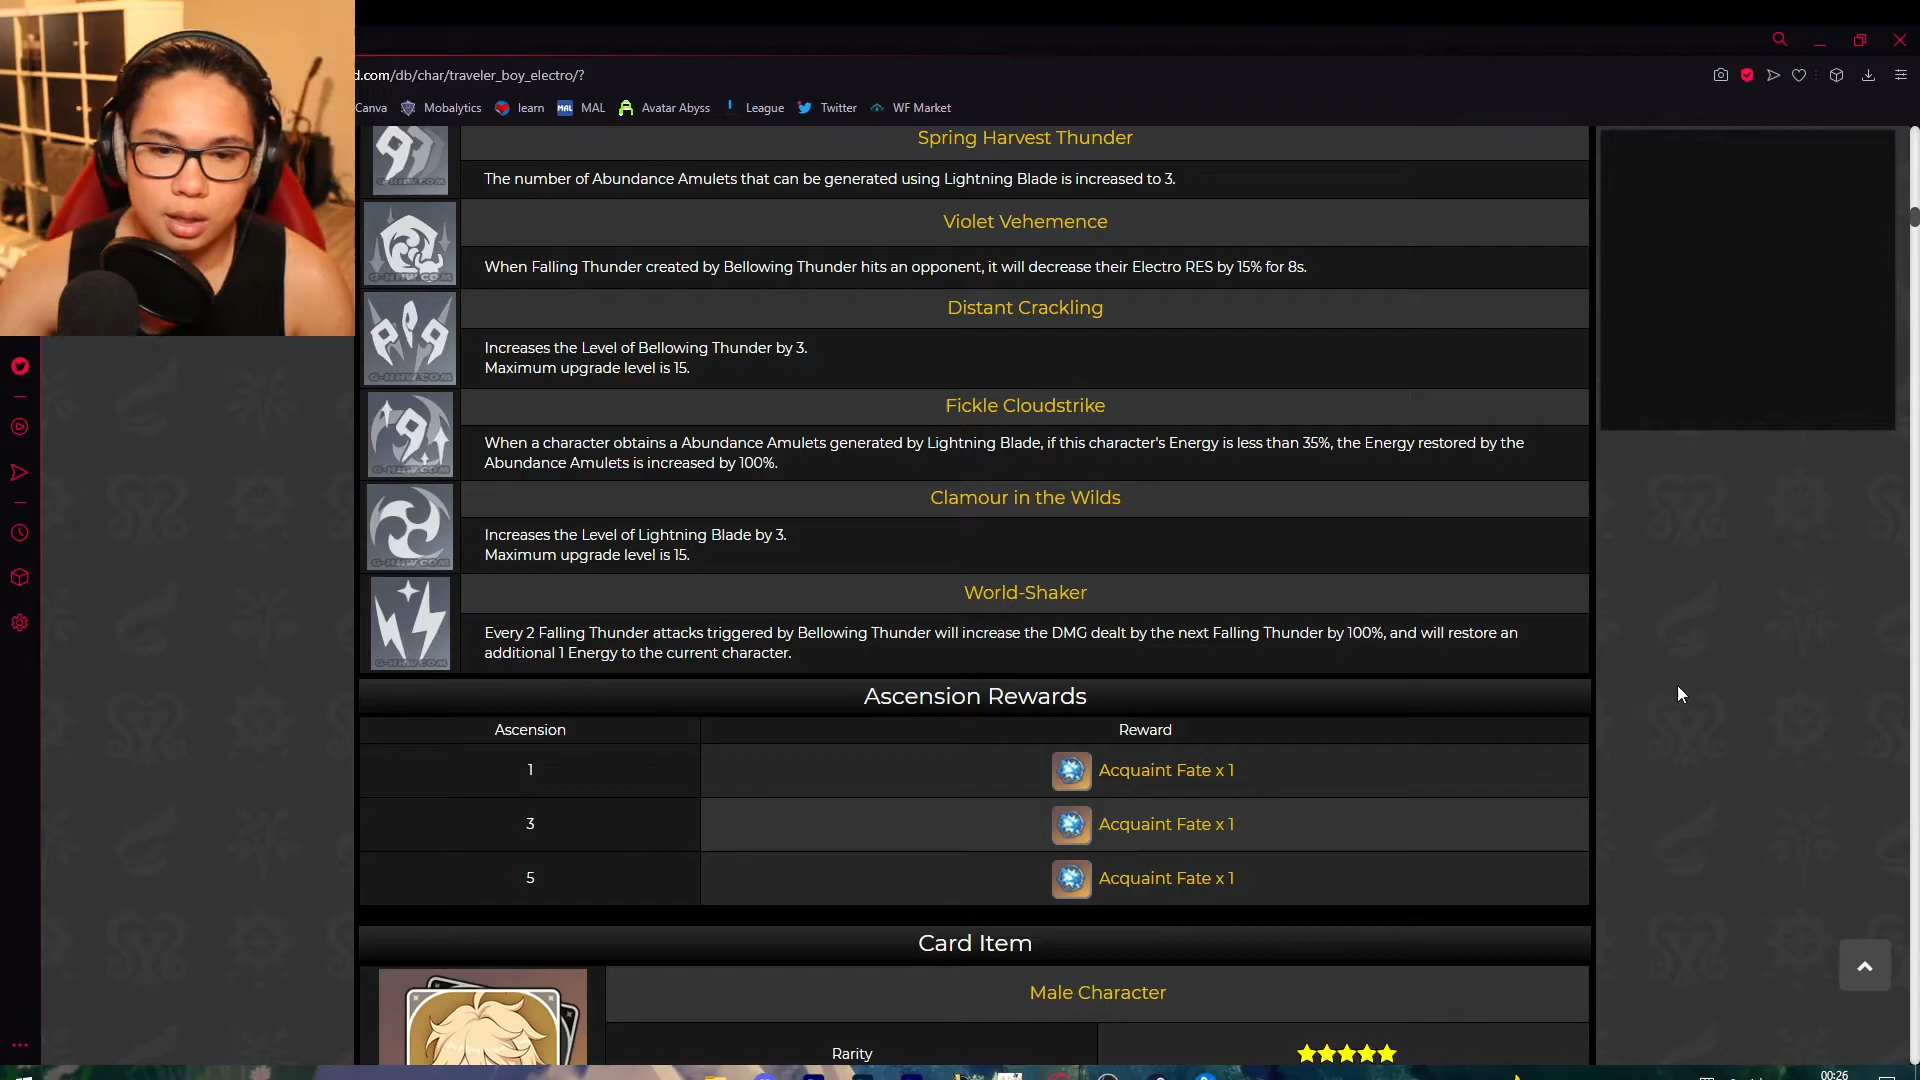 d.com/db/char/traveler_boy_electro/?
Canva Mobalytics learn MAL MAL Avatar Abyss League Twitter WF Market
Spring Harvest Thunder
The number of Abundance Amulets that can be generated using Lightning Blade is increased to 3.
Violet Vehemence
When Falling Thunder created by Bellowing Thunder hits an opponent, it will decrease their Electro RES by 15% for 8s.
Distant Crackling
Increases the Level of Bellowing Thunder by 3.
Maximum upgrade level is 15.
Fickle Cloudstrike
When a character obtains a Abundance Amulets generated by Lightning Blade, if this character's Energy is less than 35%, the Energy restored by the
Abundance Amulets is increased by 100%.
Clamour in the Wilds
Increases the Level of Lightning Blade by 3.
Maximum upgrade level is 15.
World-Shaker
Every 2 Falling Thunder attacks triggered by Bellowing Thunder will increase the DMG dealt by the next Falling Thunder by 100%, and will restore an
additional 1 Energy to the current character.
Ascension Rewards
Ascension Reward
1 Acquaint Fate x 1
3 Acquaint Fate x 1
5 Acquaint Fate x 1
Card Item
Male Character
Rarity
00:26